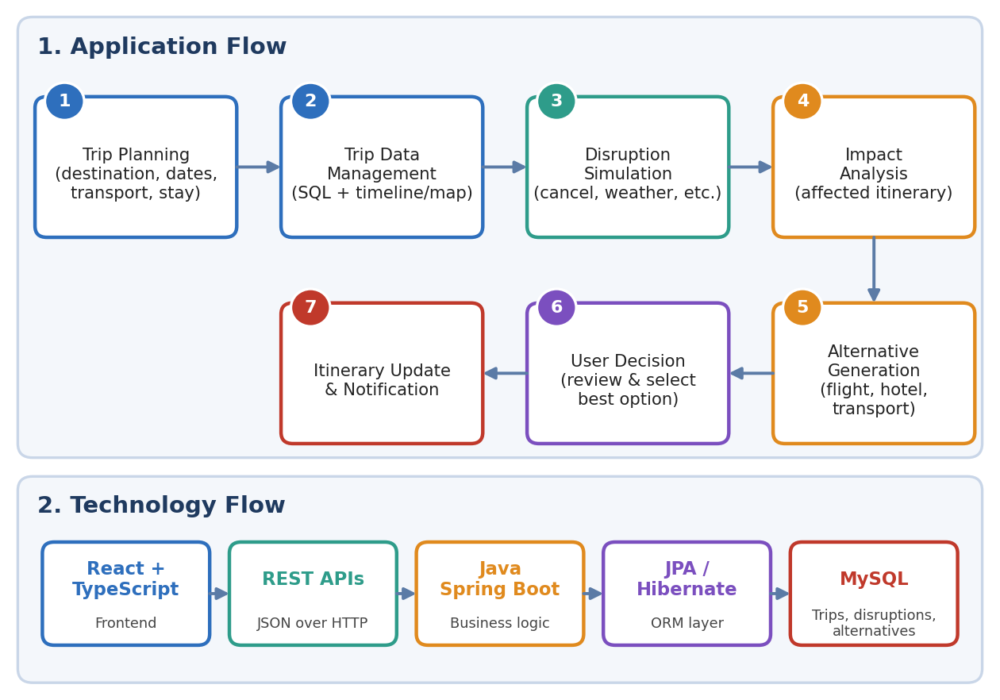 1. Application Flow
1
Trip Planning
(destination, dates,
transport, stay)
2
Trip Data
Management
(SQL + timeline/map)
3
Disruption
Simulation
(cancel, weather, etc.)
4
Impact
Analysis
(affected itinerary)
5
Alternative
Generation
(flight, hotel,
transport)
6
User Decision
(review & select
best option)
7
Itinerary Update
& Notification
2. Technology Flow
React +
TypeScript
Frontend
REST APIs
JSON over HTTP
Java
Spring Boot
Business logic
JPA /
Hibernate
ORM layer
MySQL
Trips, disruptions,
alternatives